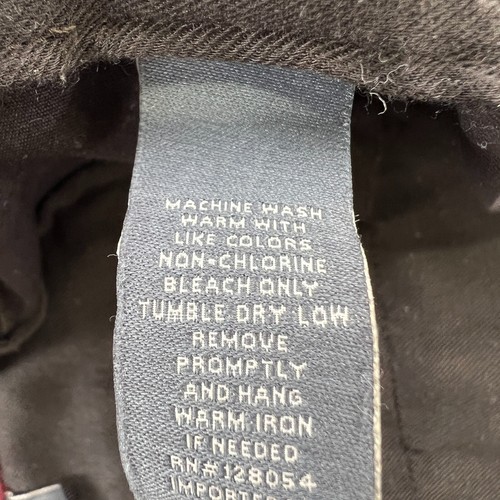 MACHINE WASH
WARM WITH
LIKE COLORS
NON-CHLORINE
BLEACH ONLY
TUMBLE DRY LOW
REMOVE
PROMPTLY
AND HANG
WARM IRON
IF NEEDED
RN# 128054